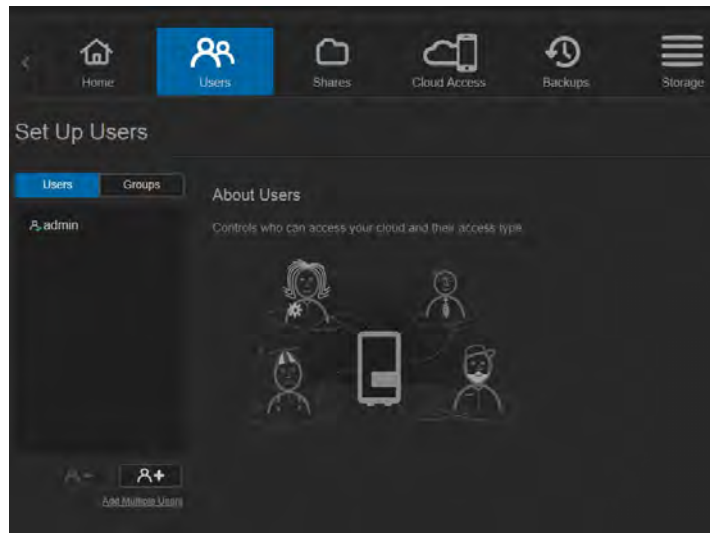 Home
Users
Shares
Cloud Access
Backups
Storage
Set Up Users
Users
Groups
About Users
admin
Controls who can access your cloud and their access type.
Add Multiple Users